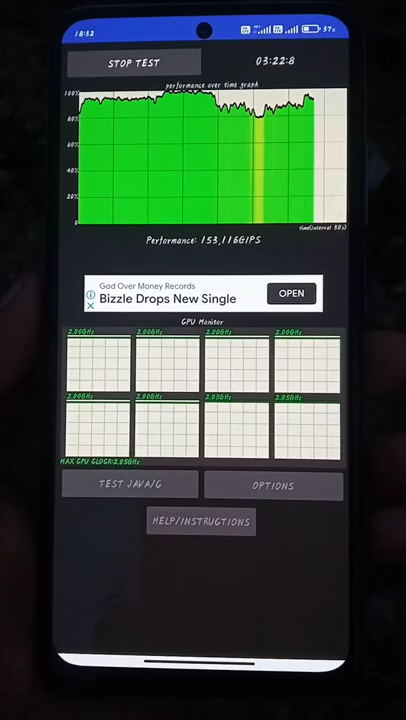 18:32
37%
STOP TEST
03:22:8
performance over time graph
100%
80%
60%
40%
20%
0
time(interval 30s)
Performance: 153,116GIPS
God Over Money Records
Bizzle Drops New Single
OPEN
CPU Monitor
2.00GHz 2.00GHz 2.00GHz 2.00GHz
2.00GHz 2.00GHz 2.05GHz 2.05GHz
MAX CPU CLOCK:2.05GHz
TEST JAVA/C
OPTIONS
HELP/INSTRUCTIONS